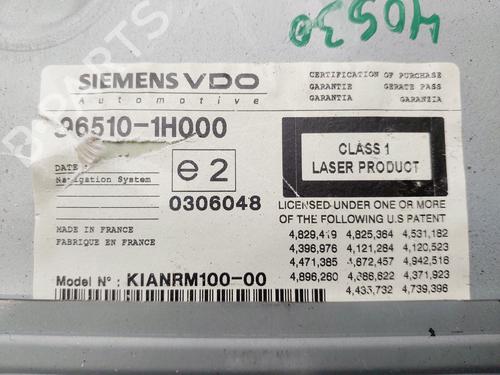 40530
SIEMENS VDO
Automotive
CERTIFICATION OF PURCHASE
GARANTIE GERATE PASS
GARANTIA GARANZIA
96510-1H000
DATE :
Navigation System
e2
0306048
CLASS 1
LASER PRODUCT
LICENSED UNDER ONE OR MORE
OF THE FOLLOWING U.S PATENT
MADE IN FRANCE
FABRIQUE EN FRANCE
4,829,419 4,825,364 4,531,182
4,396,976 4,121,284 4,120,523
4,471,385 4,672,457 4,942,516
4,896,260 4,386,622 4,371,923
4,435,732 4,739,396
Model N° : KIANRM100-00